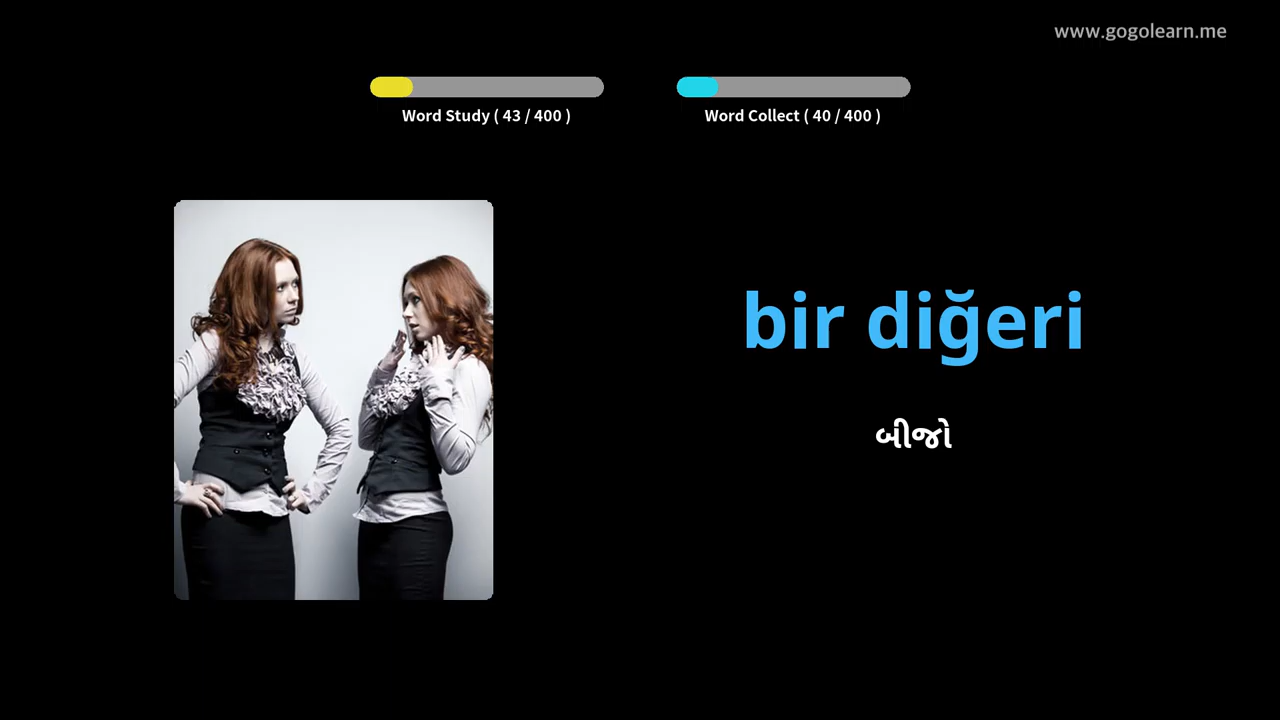 www.gogolearn.me
Word Study ( 43 / 400 )
Word Collect ( 40 / 400 )
bir diğeri
બીજો